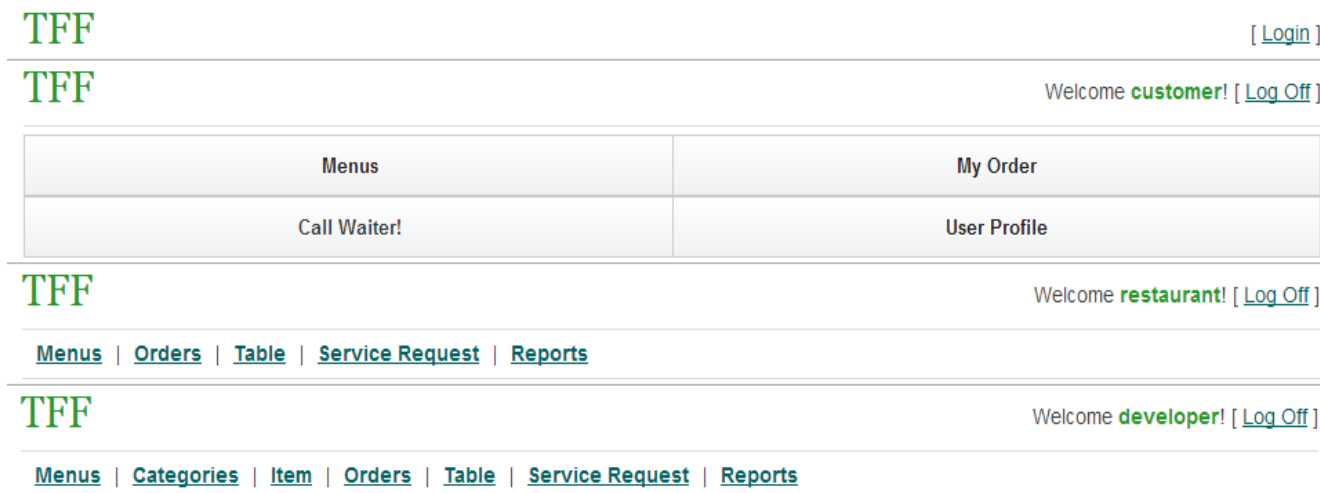 TFF
[ Login ]
TFF
Welcome customer! [ Log Off ]
Menus My Order
Call Waiter! User Profile
TFF
Welcome restaurant! [ Log Off ]
Menus | Orders | Table | Service Request | Reports
TFF
Welcome developer! [ Log Off ]
Menus | Categories | Item | Orders | Table | Service Request | Reports